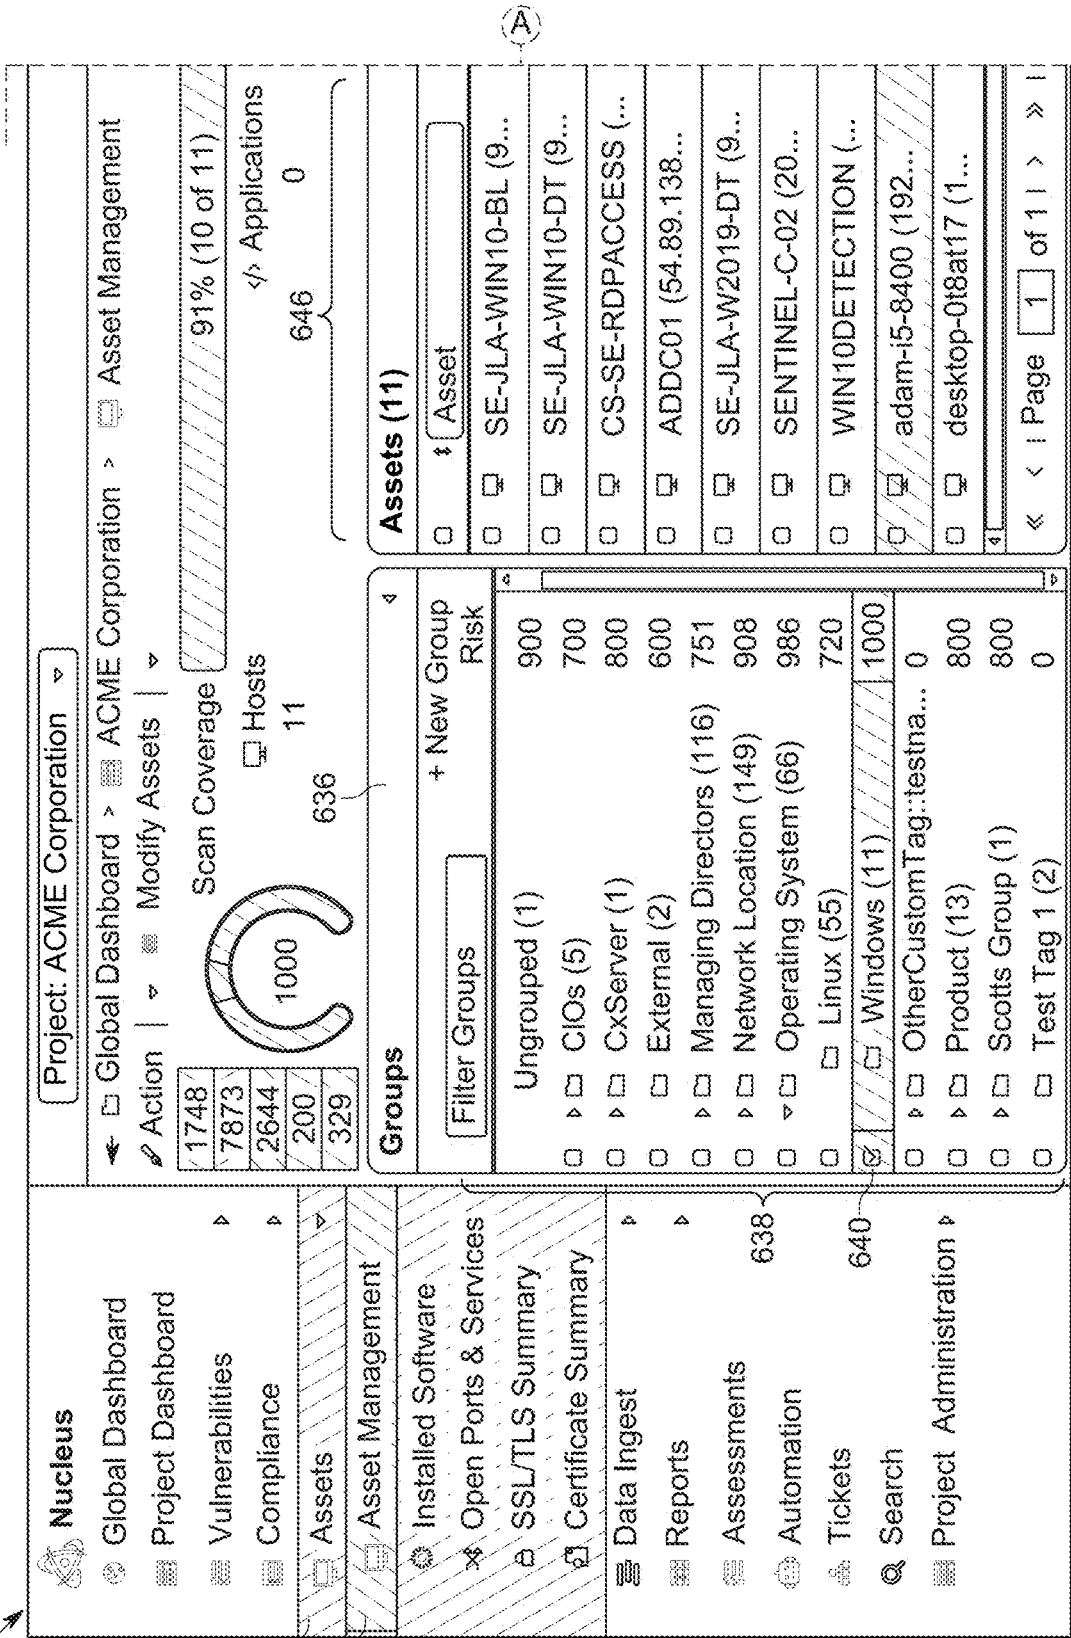 A
Nucleus
Global Dashboard
Project Dashboard
Vulnerabilities
Compliance
Assets
Asset Management
Installed Software
Open Ports & Services
SSL/TLS Summary
Certificate Summary
Data Ingest
Reports
Assessments
Automation
Tickets
Search
Project Administration
Project: ACME Corporation
Global Dashboard > ACME Corporation > Asset Management
Action | Modify Assets |
1748
7873
2644
200
329
1000
Scan Coverage 91% (10 of 11)
Hosts
11
</> Applications
0
636
646
Groups
Filter Groups + New Group
Risk
Ungrouped (1) 900
CIOs (5) 700
CxServer (1) 800
External (2) 600
Managing Directors (116) 751
Network Location (149) 908
Operating System (66) 986
Linux (55) 720
Windows (11) 1000
OtherCustomTag::testna... 0
Product (13) 800
Scotts Group (1) 800
Test Tag 1 (2) 0
638
640
Assets (11)
Asset
SE-JLA-WIN10-BL (9...
SE-JLA-WIN10-DT (9...
CS-SE-RDPACCESS (...
ADDC01 (54.89.138...
SE-JLA-W2019-DT (9...
SENTINEL-C-02 (20...
WIN10DETECTION (...
adam-i5-8400 (192...
desktop-0t8at17 (1...
« < | Page 1 of 1 | > » |